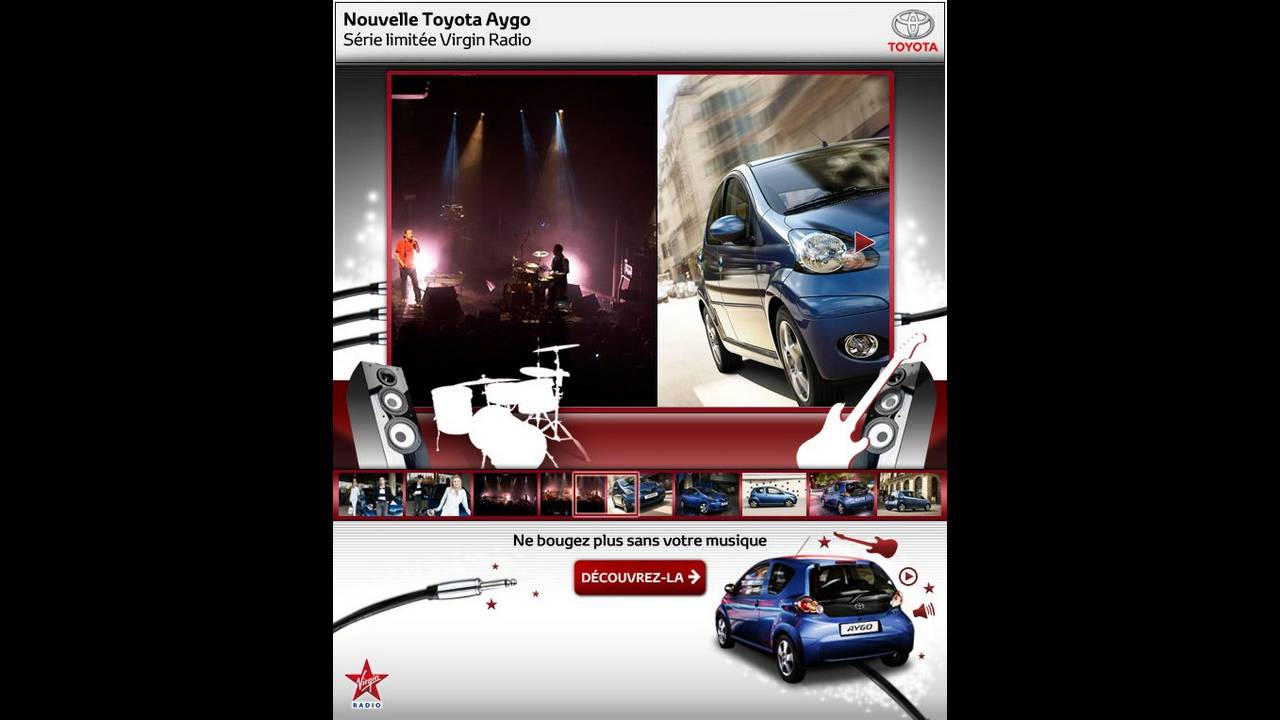 Nouvelle Toyota Aygo
Série limitée Virgin Radio
TOYOTA
Ne bougez plus sans votre musique
DÉCOUVREZ-LA
AYGO
Virgin
RADIO